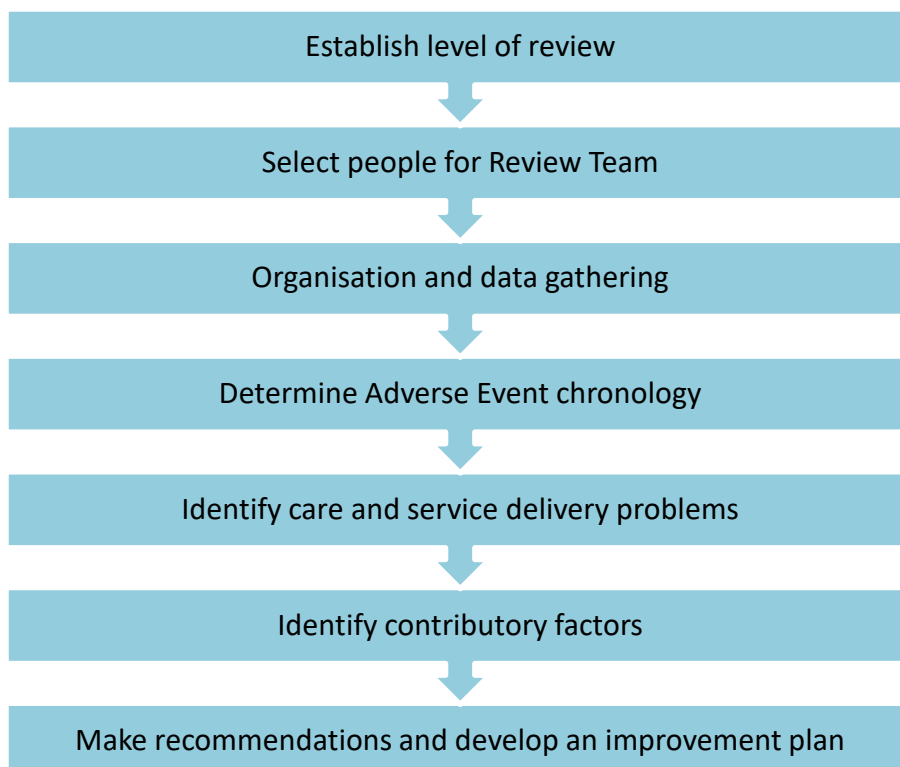 Establish level of review
Select people for Review Team
Organisation and data gathering
Determine Adverse Event chronology
Identify care and service delivery problems
Identify contributory factors
Make recommendations and develop an improvement plan